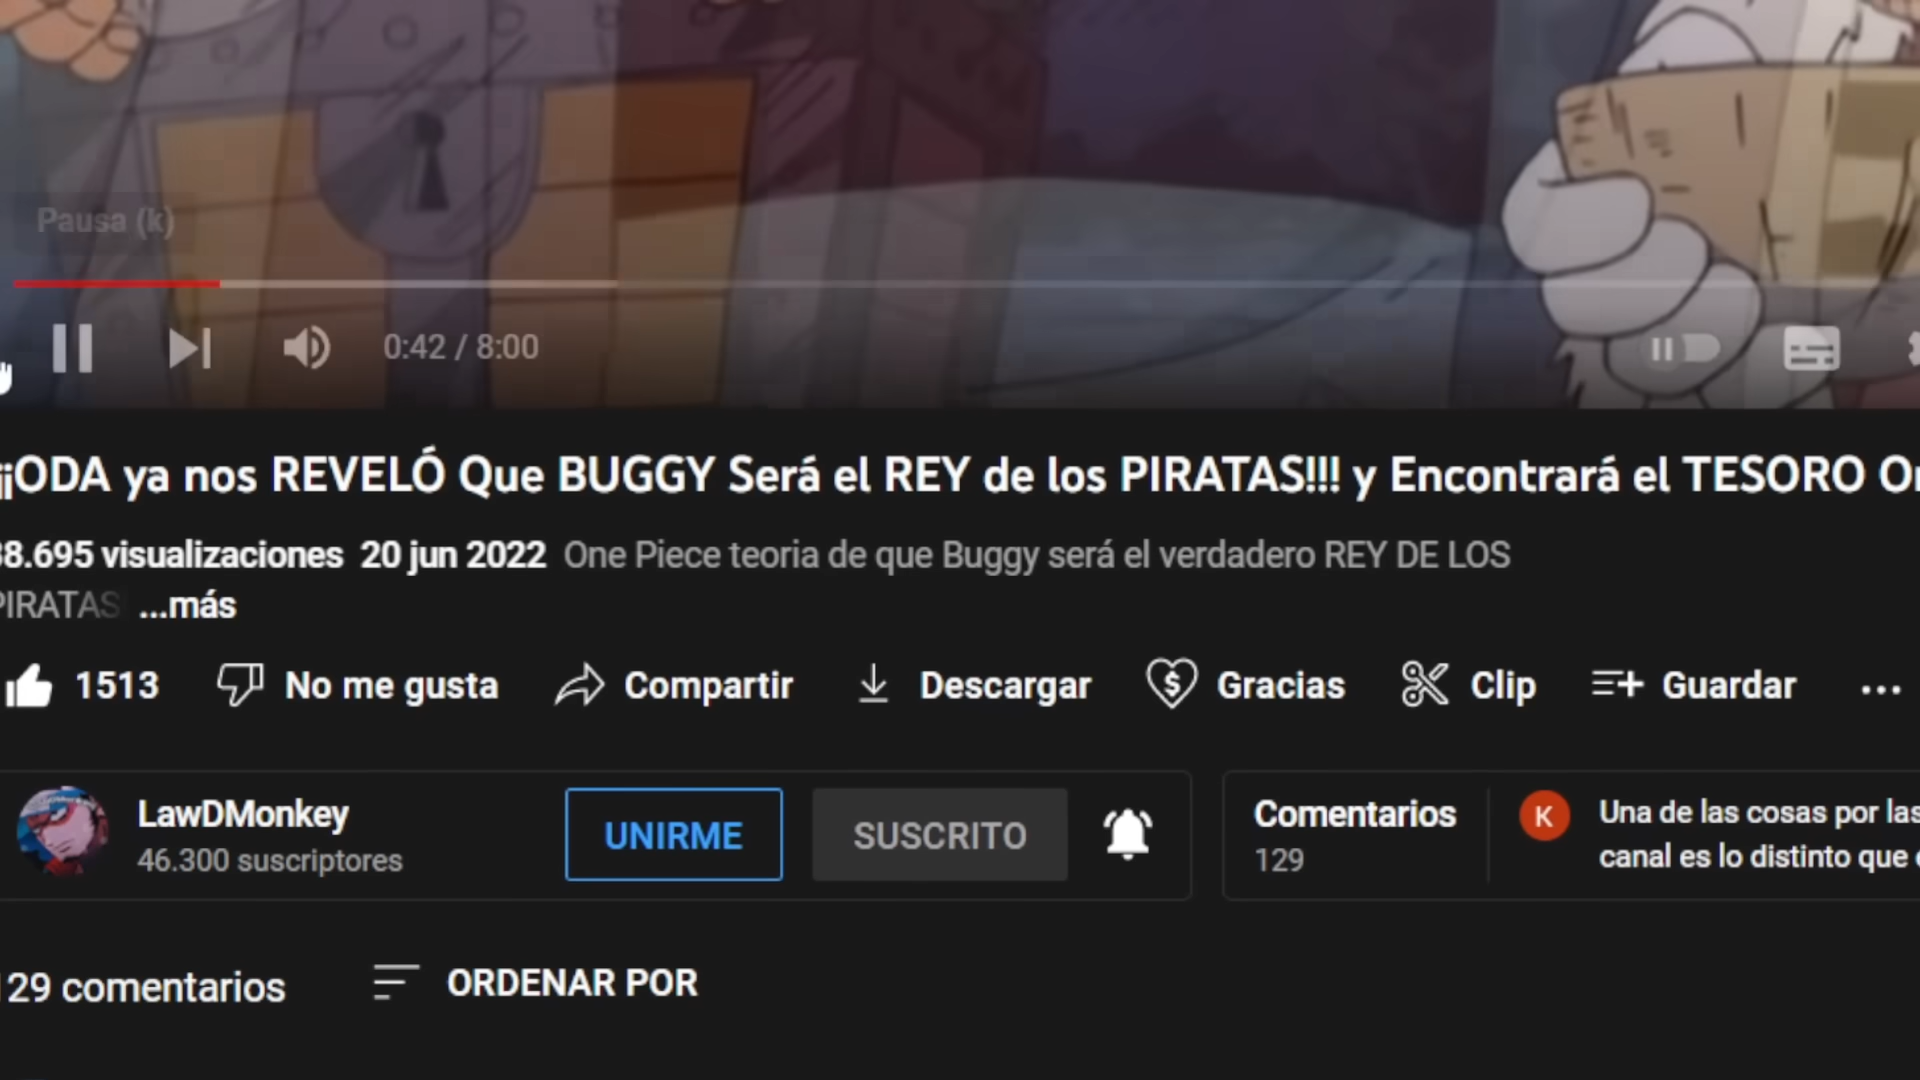 Pausa (k)
0:42 / 8:00
¡¡ODA ya nos REVELÓ Que BUGGY Será el REY de los PIRATAS!!! y Encontrará el TESORO
8.695 visualizaciones 20 jun 2022 One Piece teoria de que Buggy será el verdadero REY DE LOS
PIRATAS ...más
1513 No me gusta Compartir Descargar Gracias Clip Guardar ...
LawDMonkey
46.300 suscriptores
UNIRME SUSCRITO
Comentarios
129
K
Una de las cosas por las
canal es lo distinto que
129 comentarios ORDENAR POR